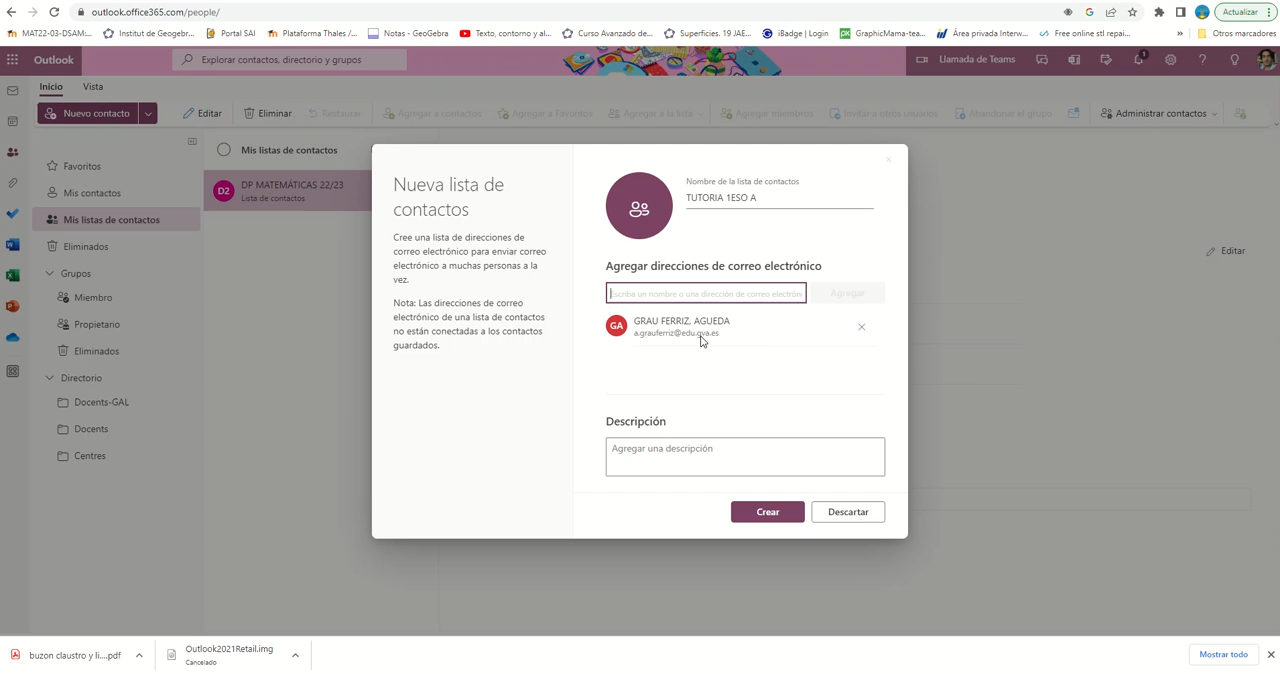 outlook.office365.com/people/
Actualizar
MAT22-03-DSAM:...
Institut de Geogebr...
Portal SAI
Plataforma Thales /...
Notas - GeoGebra
Texto, contorno y al...
Curso Avanzado de...
Superficies. 19 JAE...
iBadge | Login
GraphicMama-tea...
Área privada | Interw...
Free online stl repai...
»
Otros marcadores
Outlook
Explorar contactos, directorio y grupos
Llamada de Teams
1
Inicio
Vista
Nuevo contacto
Editar
Eliminar
Restaurar
Agregar a contactos
Agregar a Favoritos
Agregar a la lista
Agregar miembros
Invitar a otros usuarios
Abandonar el grupo
Administrar contactos
Favoritos
Mis contactos
Mis listas de contactos
Eliminados
Grupos
Miembro
Propietario
Eliminados
Directorio
Docents-GAL
Docents
Centres
Mis listas de contactos
D2
DP MATEMÁTICAS 22/23
Lista de contactos
Editar
Nueva lista de
contactos
Cree una lista de direcciones de
correo electrónico para enviar correo
electrónico a muchas personas a la
vez.
Nota: Las direcciones de correo
electrónico de una lista de contactos
no están conectadas a los contactos
guardados.
Nombre de la lista de contactos
TUTORIA 1ESO A
Agregar direcciones de correo electrónico
Escriba un nombre o una dirección de correo electróni
Agregar
GA
GRAU FERRIZ, AGUEDA
a.grauferriz@edu.gva.es
Descripción
Agregar una descripción
Crear
Descartar
buzon claustro y li....pdf
Outlook2021Retail.img
Cancelado
Mostrar todo